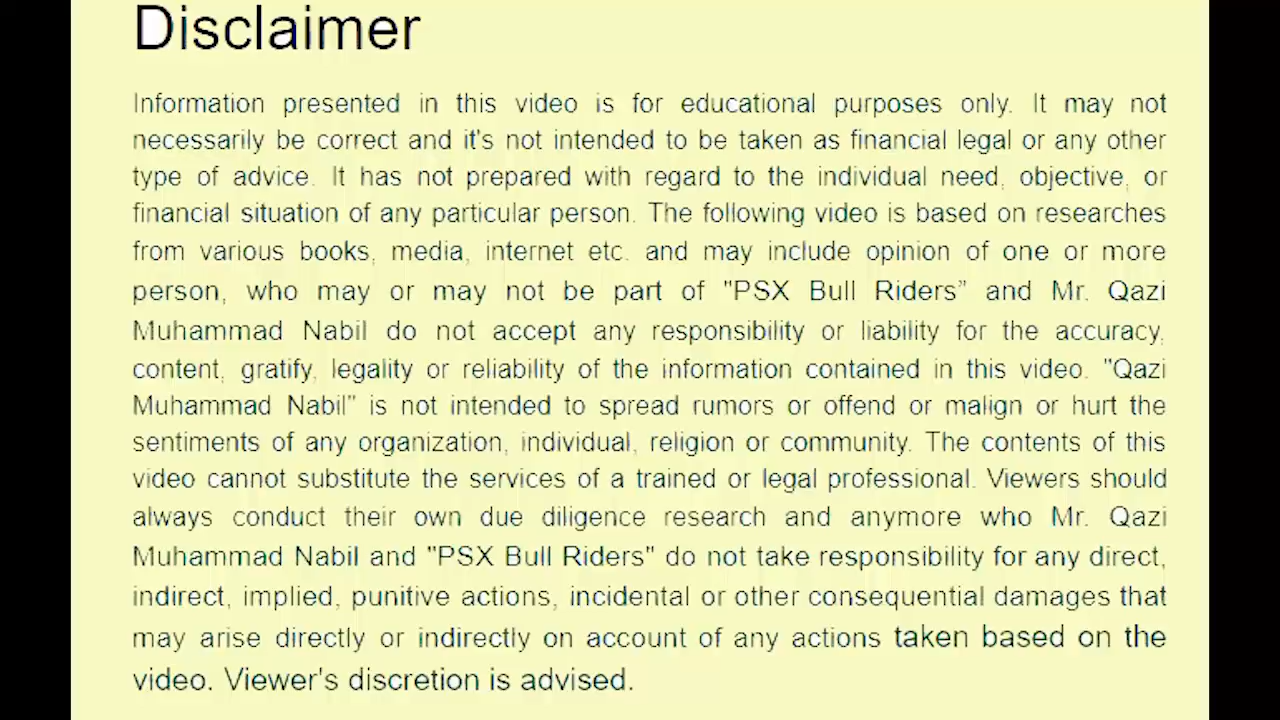 Disclaimer
Information presented in this video is for educational purposes only. It may not
necessarily be correct and it's not intended to be taken as financial legal or any other
type of advice. It has not prepared with regard to the individual need, objective, or
financial situation of any particular person. The following video is based on researches
from various books, media, internet etc. and may include opinion of one or more
person, who may or may not be part of "PSX Bull Riders” and Mr. Qazi
Muhammad Nabil do not accept any responsibility or liability for the accuracy,
content, gratify, legality or reliability of the information contained in this video. "Qazi
Muhammad Nabil” is not intended to spread rumors or offend or malign or hurt the
sentiments of any organization, individual, religion or community. The contents of this
video cannot substitute the services of a trained or legal professional. Viewers should
always conduct their own due diligence research and anymore who Mr. Qazi
Muhammad Nabil and "PSX Bull Riders" do not take responsibility for any direct,
indirect, implied, punitive actions, incidental or other consequential damages that
may arise directly or indirectly on account of any actions taken based on the
video. Viewer's discretion is advised.